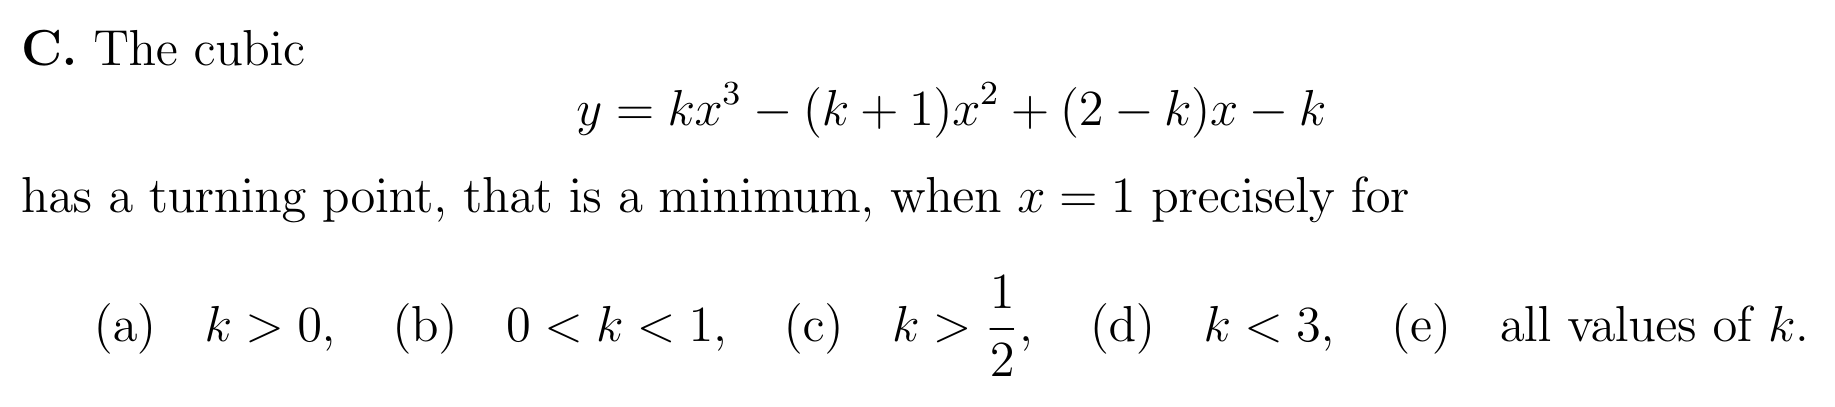 C. The cubic
y = kx³ − (k + 1)x² + (2 − k)x − k
has a turning point, that is a minimum, when x = 1 precisely for
(a) k > 0, (b) 0 < k < 1, (c) k > 1/2, (d) k < 3, (e) all values of k.